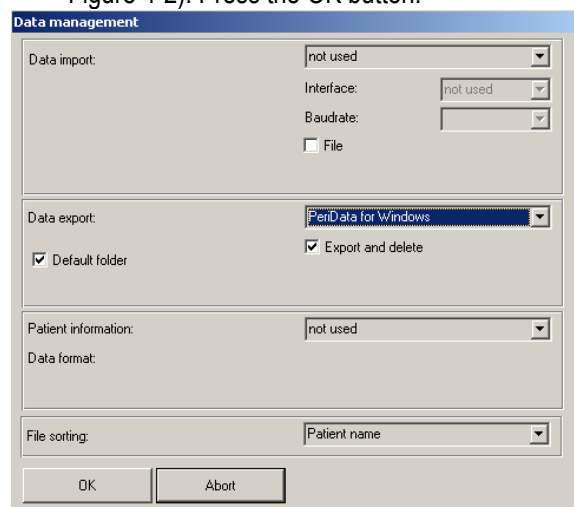 Figure 4-2). Press the OK button.
Data management
Data import:
not used
Interface:
not used
Baudrate:
File
Data export:
PeriData for Windows
Default folder
Export and delete
Patient information:
not used
Data format:
File sorting:
Patient name
OK
Abort